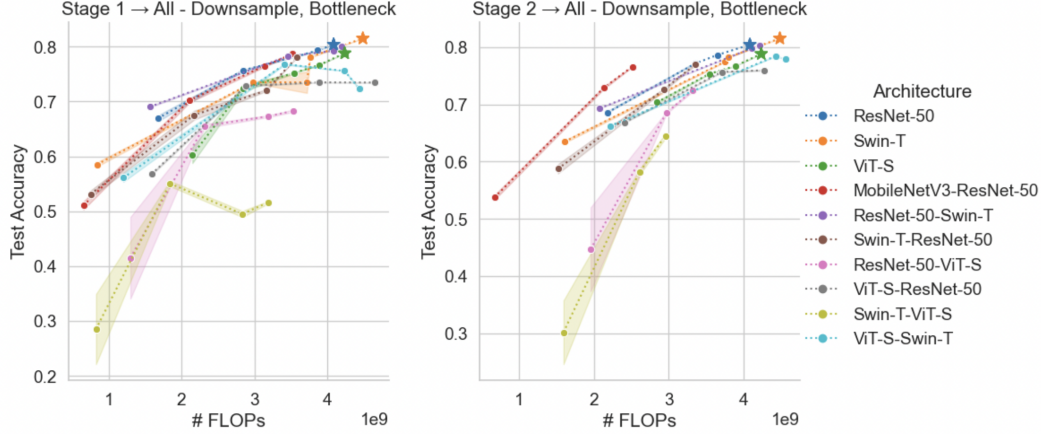 Stage 1 → All - Downsample, Bottleneck
Test Accuracy
0.8
0.7
0.6
0.5
0.4
0.3
0.2
1 2 3 4
# FLOPs
1e9
Stage 2 → All - Downsample, Bottleneck
Test Accuracy
0.8
0.7
0.6
0.5
0.4
0.3
1 2 3 4
# FLOPs
1e9
Architecture
ResNet-50
Swin-T
ViT-S
MobileNetV3-ResNet-50
ResNet-50-Swin-T
Swin-T-ResNet-50
ResNet-50-ViT-S
ViT-S-ResNet-50
Swin-T-ViT-S
ViT-S-Swin-T